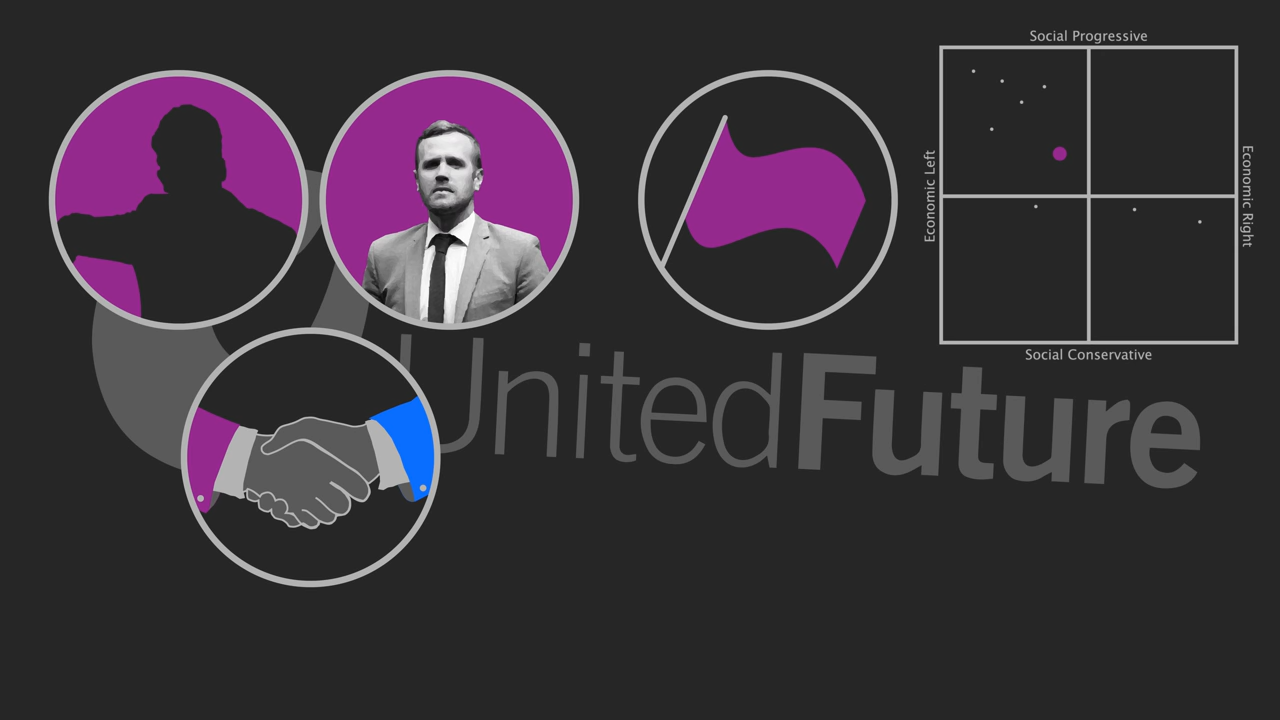 Social Progressive
Economic Left
Economic Right
Social Conservative
UnitedFuture